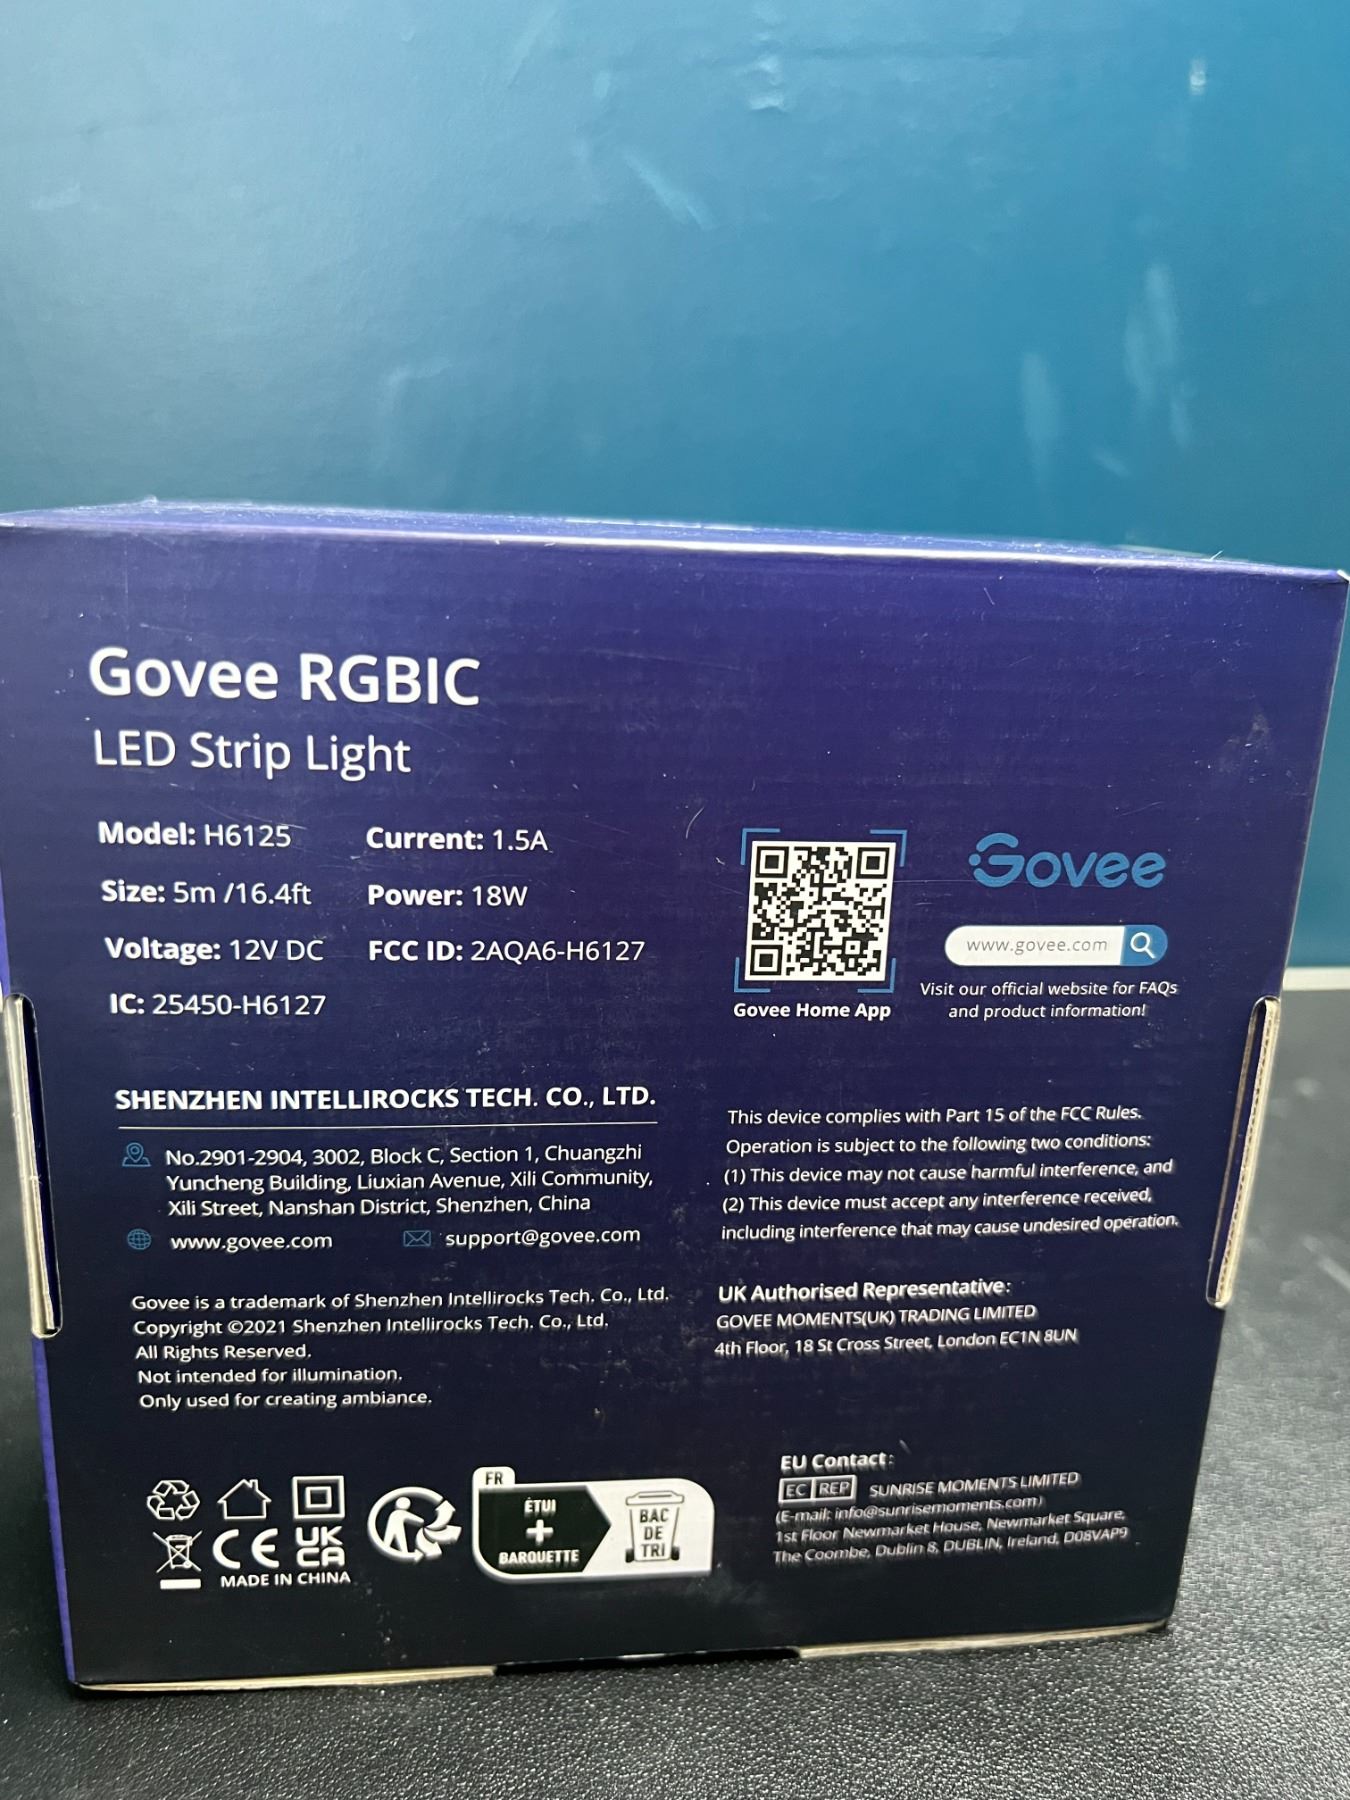 Govee RGBIC
LED Strip Light
Model: H6125
Current: 1.5A
Size: 5m /16.4ft
Power: 18W
Voltage: 12V DC
FCC ID: 2AQA6-H6127
IC: 25450-H6127
Govee Home App
Govee
www.govee.com
Visit our official website for FAQs
and product information!
SHENZHEN INTELLIROCKS TECH. CO., LTD.
No.2901-2904, 3002, Block C, Section 1, Chuangzhi
Yuncheng Building, Liuxian Avenue, Xili Community,
Xili Street, Nanshan District, Shenzhen, China
www.govee.com
support@govee.com
Govee is a trademark of Shenzhen Intellirocks Tech. Co., Ltd.
Copyright ©2021 Shenzhen Intellirocks Tech. Co., Ltd.
All Rights Reserved.
Not intended for illumination.
Only used for creating ambiance.
This device complies with Part 15 of the FCC Rules.
Operation is subject to the following two conditions:
(1) This device may not cause harmful interference, and
(2) This device must accept any interference received,
including interference that may cause undesired operation.
UK Authorised Representative:
GOVEE MOMENTS(UK) TRADING LIMITED
4th Floor, 18 St Cross Street, London EC1N 8UN
EU Contact:
EC REP SUNRISE MOMENTS LIMITED
(E-mail: info@sunrisemoments.com)
1st Floor Newmarket House, Newmarket Square,
The Coombe, Dublin 8, DUBLIN, Ireland, D08VAP9
CE
UK
CA
MADE IN CHINA
FR
ÉTUI
+
BARQUETTE
BAC
DE
TRI